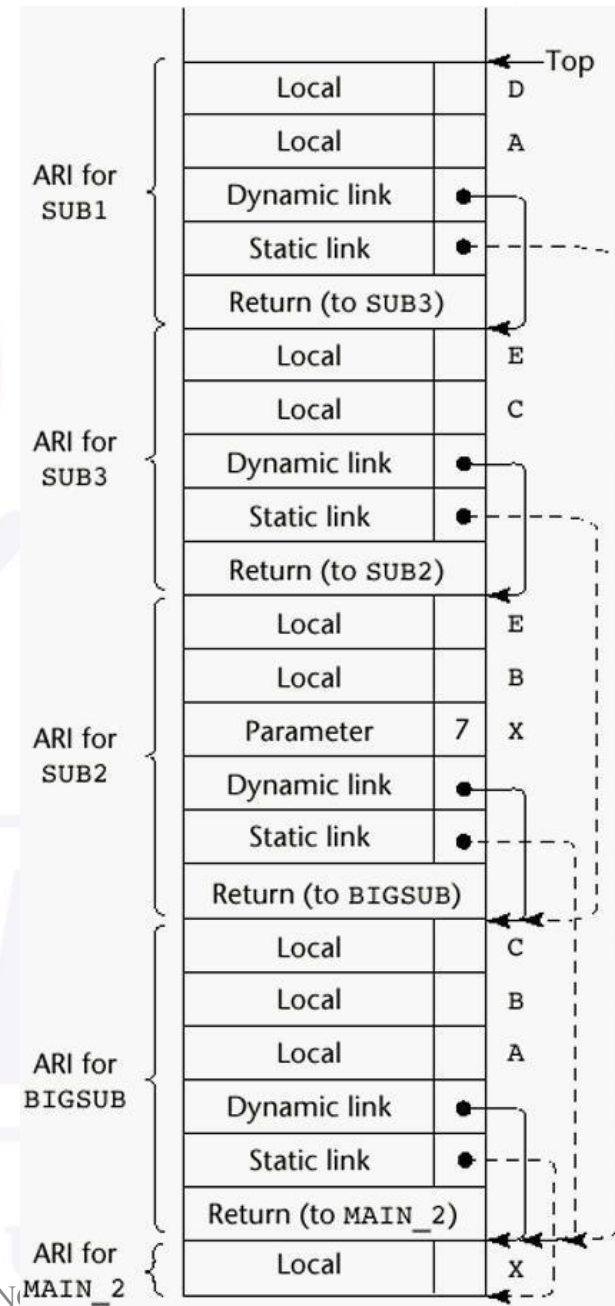 Top
Local D
Local A
ARI for
SUB1
Dynamic link
Static link
Return (to SUB3)
Local E
Local C
ARI for
SUB3
Dynamic link
Static link
Return (to SUB2)
Local E
Local B
ARI for
SUB2
Parameter 7 X
Dynamic link
Static link
Return (to BIGSUB)
Local C
Local B
Local A
ARI for
BIGSUB
Dynamic link
Static link
Return (to MAIN_2)
ARI for
MAIN_2
Local X